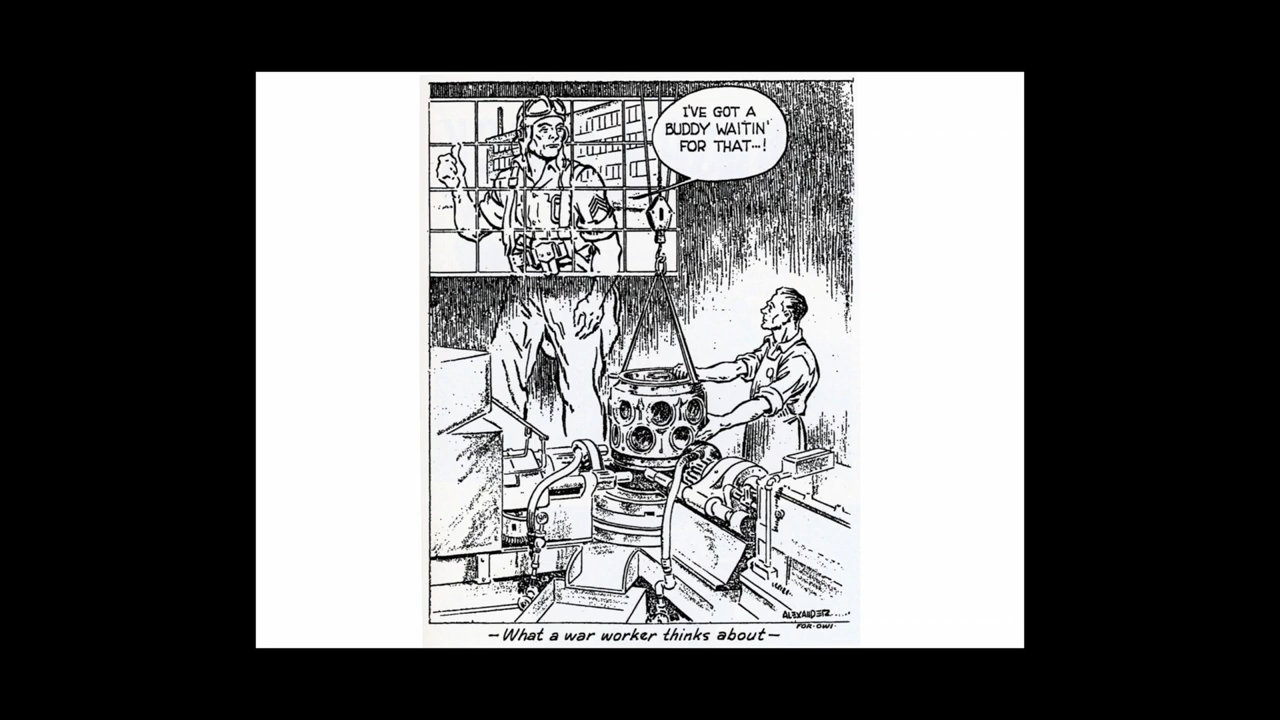 I'VE GOT A
BUDDY WAITIN'
FOR THAT...!
ALEXANDER.....
FOR·OWI·
—What a war worker thinks about—